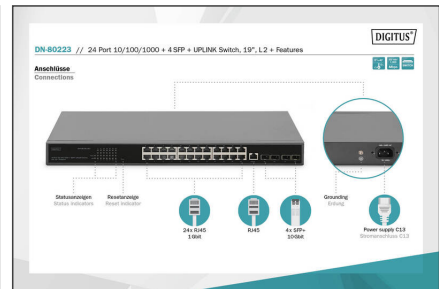 DIGITUS®
DN-80223 // 24 Port 10/100/1000 + 4 SFP + UPLINK Switch, 19", L2 + Features
Anschlüsse
Connections
Statusanzeigen
Status indicators
Resetanzeige
Reset indicator
24x RJ45
1Gbit
RJ45
4x SFP+
10Gbit
Grounding
Erdung
Power supply C13
Stromanschluss C13